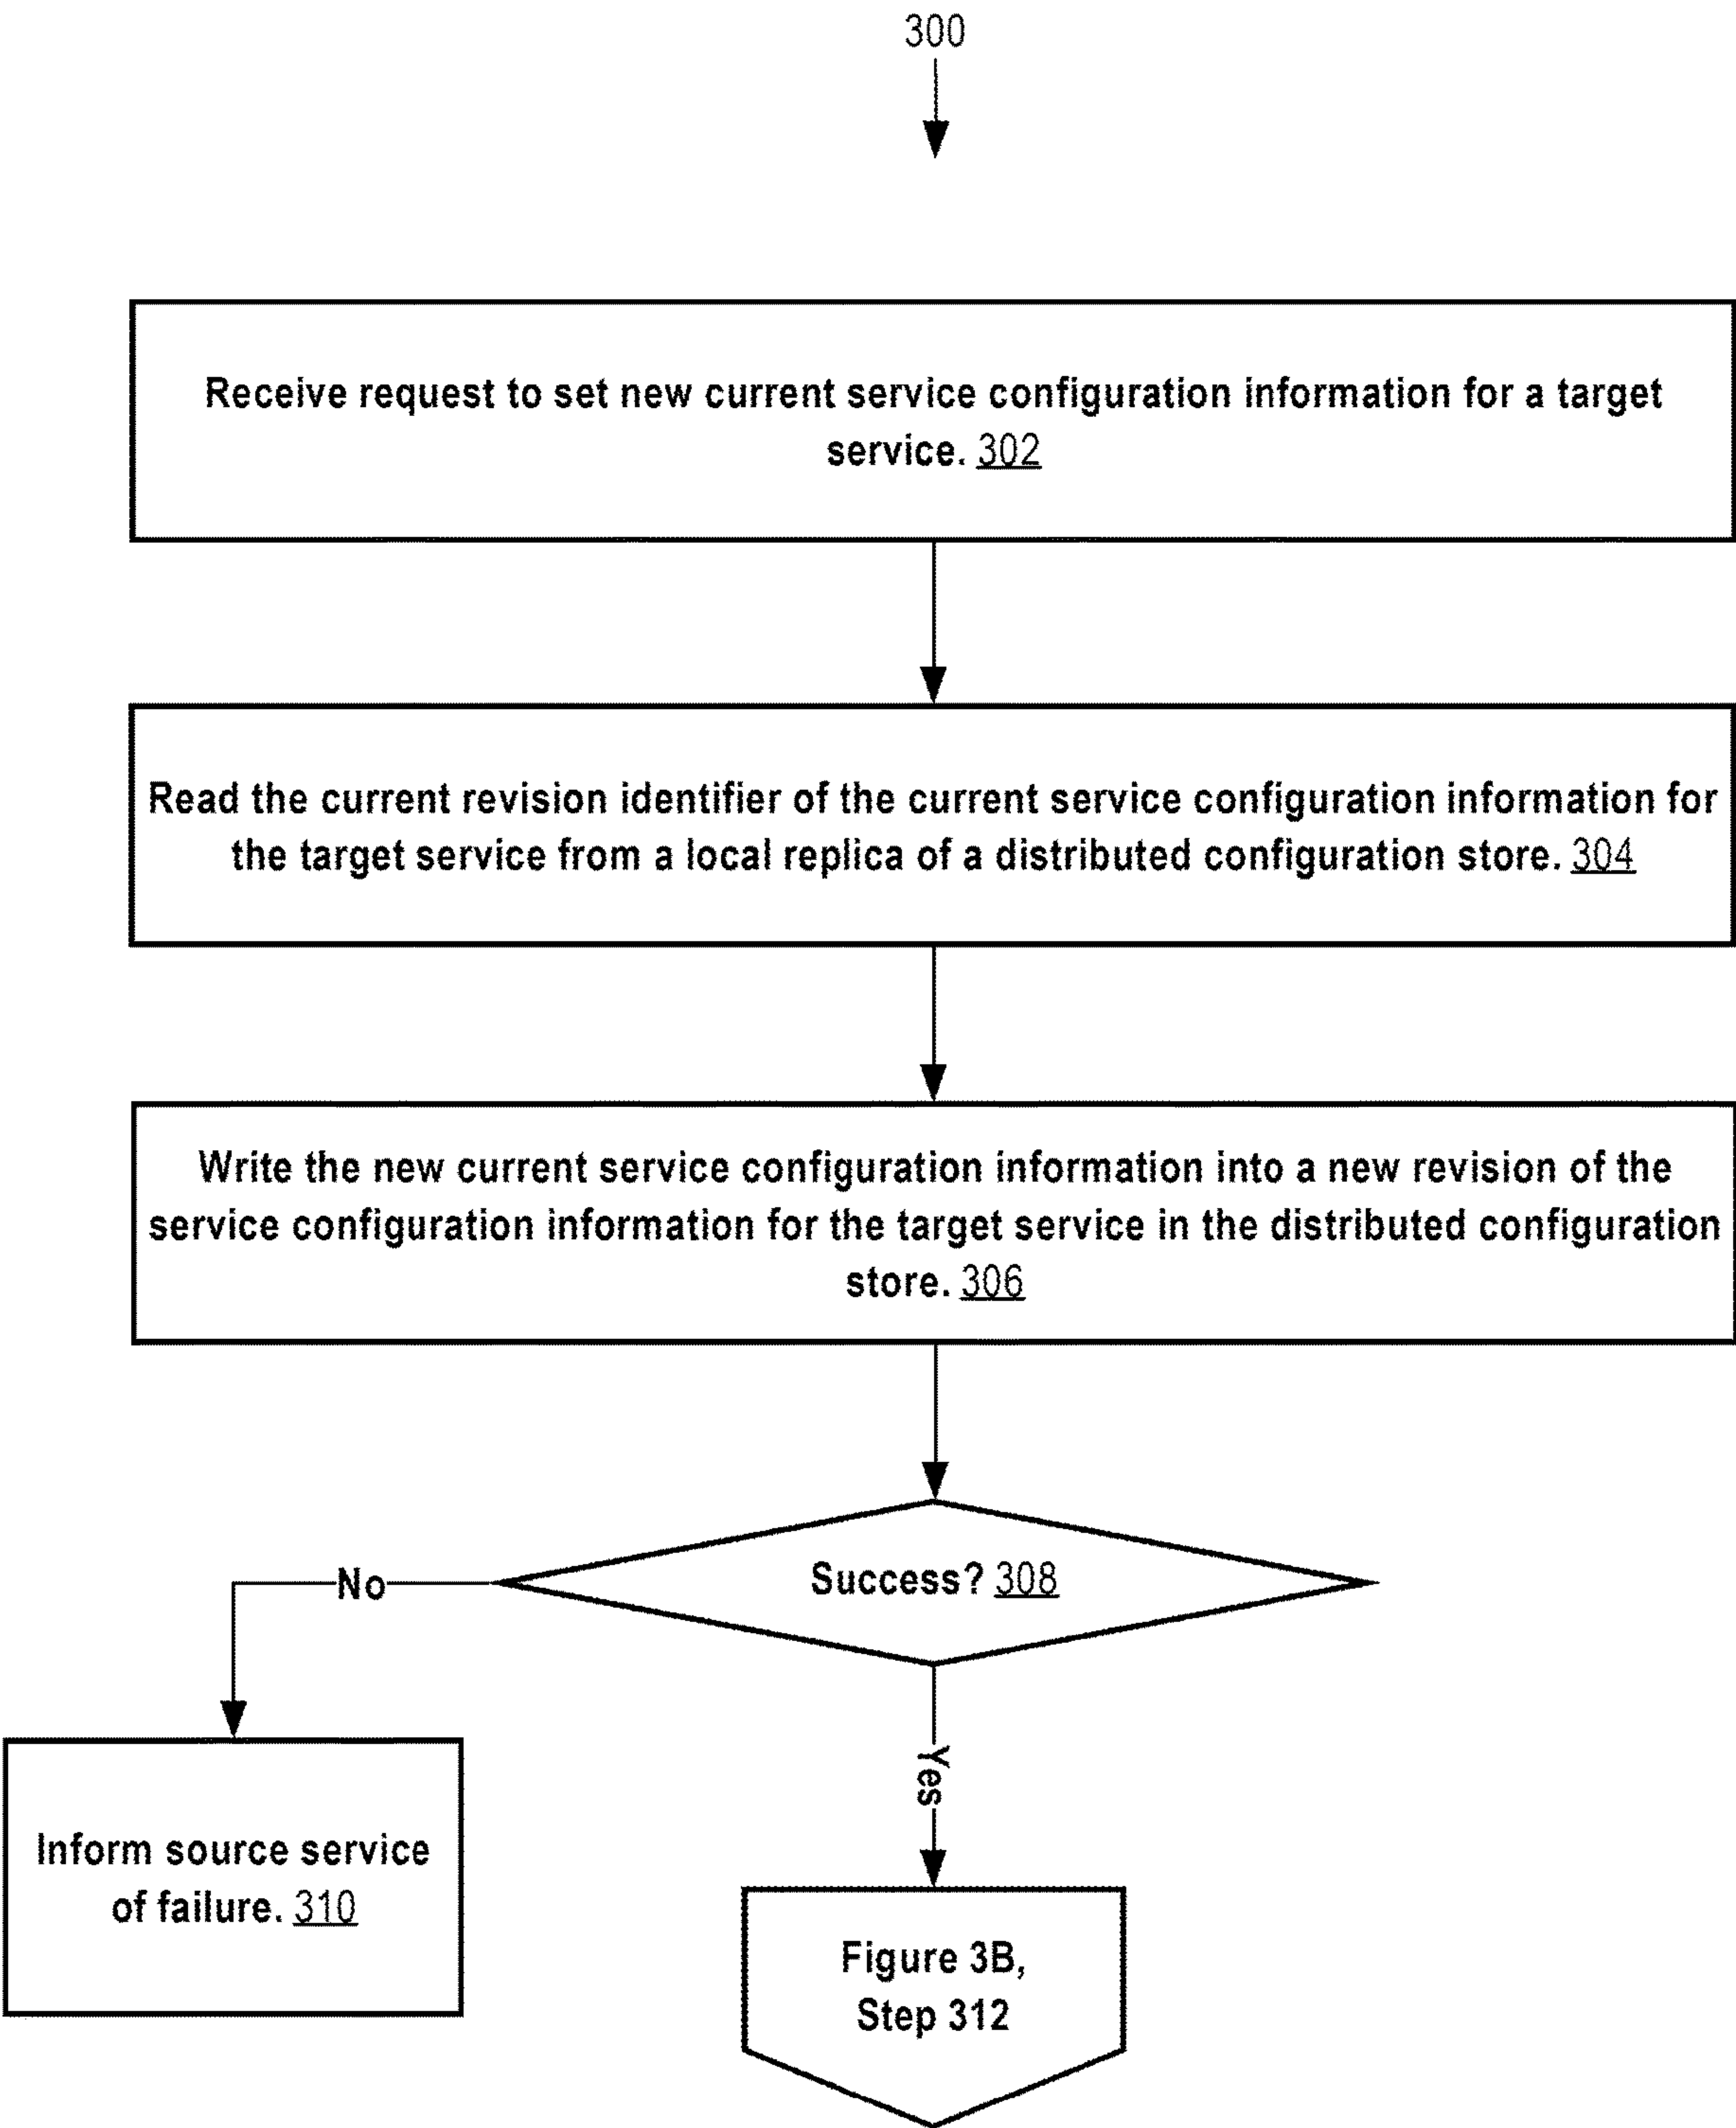 300
Receive request to set new current service configuration information for a target
service. 302
Read the current revision identifier of the current service configuration information for
the target service from a local replica of a distributed configuration store. 304
Write the new current service configuration information into a new revision of the
service configuration information for the target service in the distributed configuration
store. 306
Success? 308
No
Yes
Inform source service
of failure. 310
Figure 3B,
Step 312